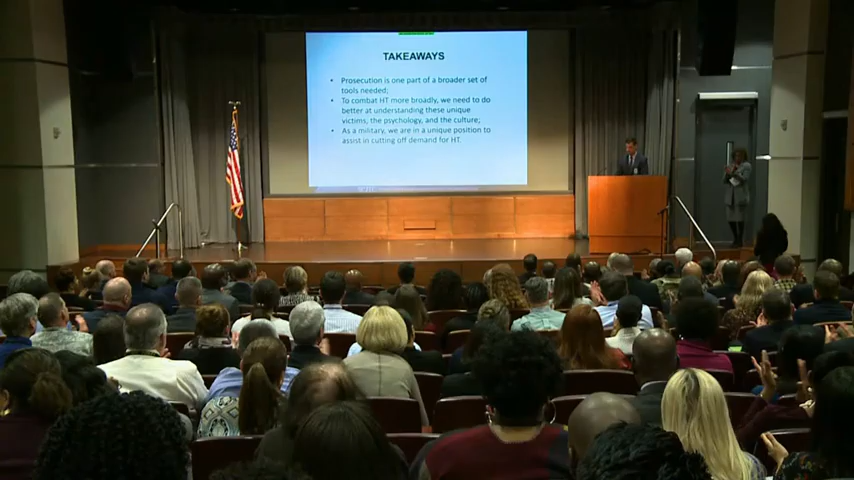 TAKEAWAYS
• Prosecution is one part of a broader set of
tools needed;
• To combat HT more broadly, we need to do
better at understanding these unique
victims, the psychology, and the culture;
• As a military, we are in a unique position to
assist in cutting off demand for HT.